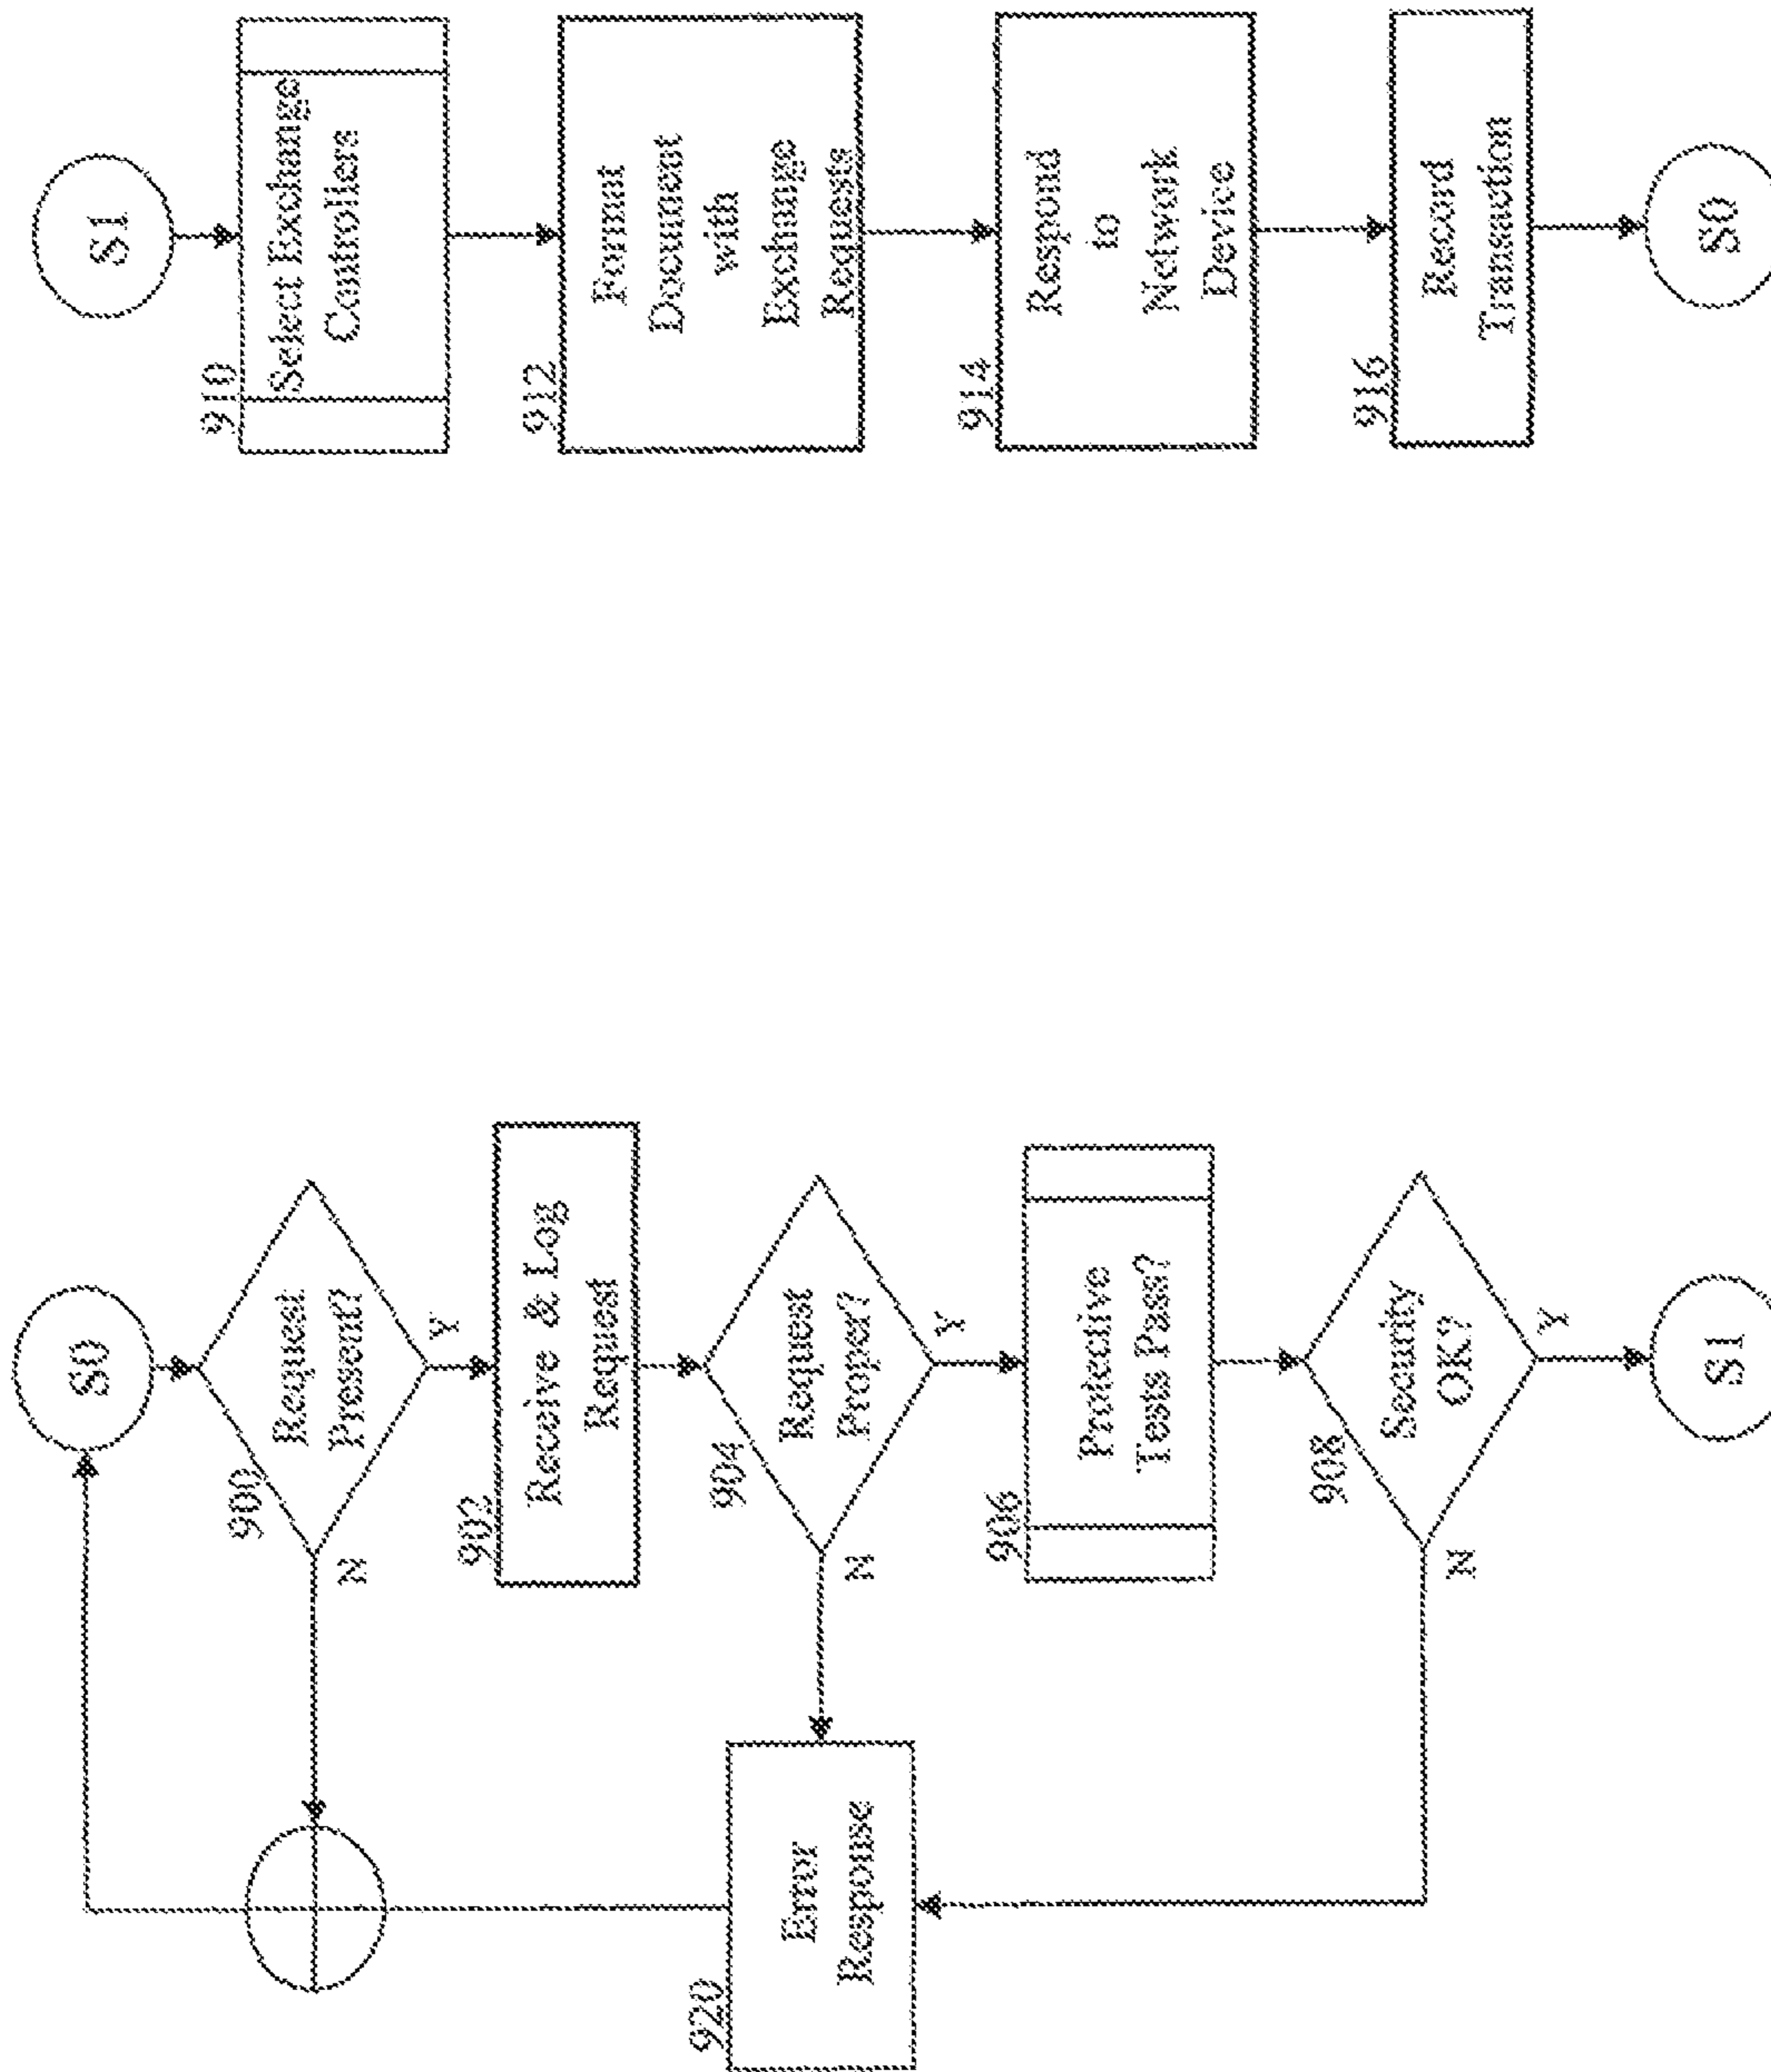 S0
900
Request
Present?
N
Y
902
Receive & Log
Request
904
Request
Proper?
N
Y
906
Protective
Tests Pass?
908
Security
OK?
N
Y
S1
920
Error
Response
S1
910
Select Exchange
Controllers
912
Format
Document
with
Exchange
Requests
914
Respond
to
Network
Device
916
Record
Transaction
S0